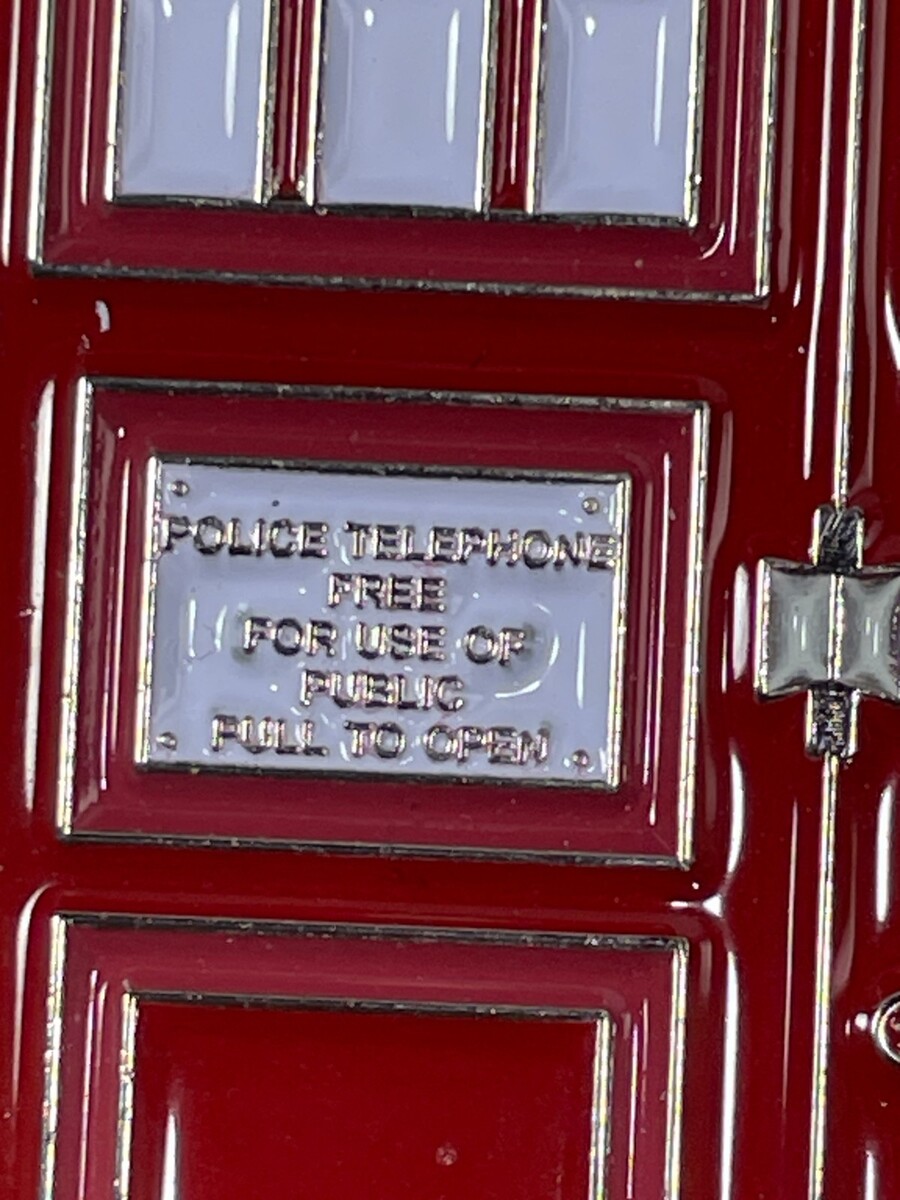 POLICE TELEPHONE
FREE
FOR USE OF
PUBLIC
PULL TO OPEN